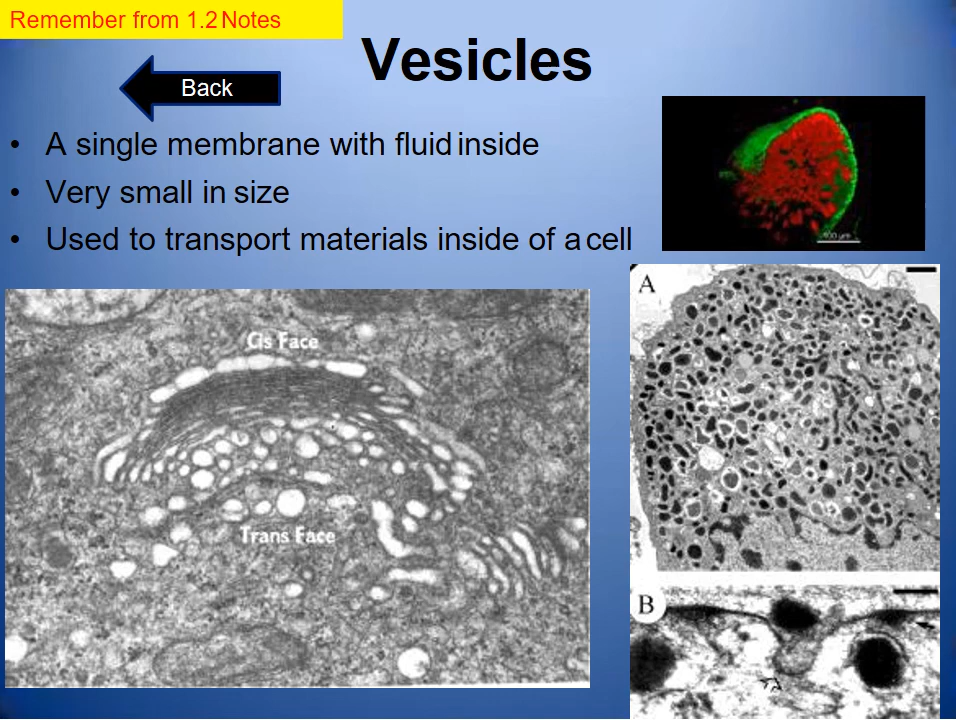 Remember from 1.2 Notes
Vesicles
Back
• A single membrane with fluid inside
• Very small in size
• Used to transport materials inside of a cell
A
Cis Face
Trans Face
B